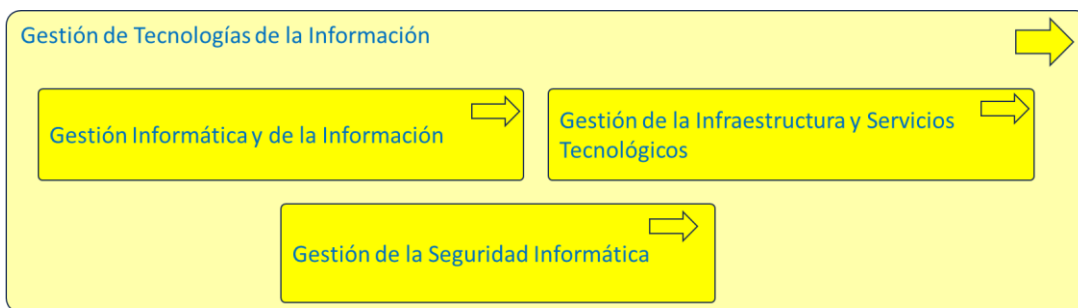 Gestión de Tecnologías de la Información
Gestión Informática y de la Información
Gestión de la Infraestructura y Servicios
Tecnológicos
Gestión de la Seguridad Informática